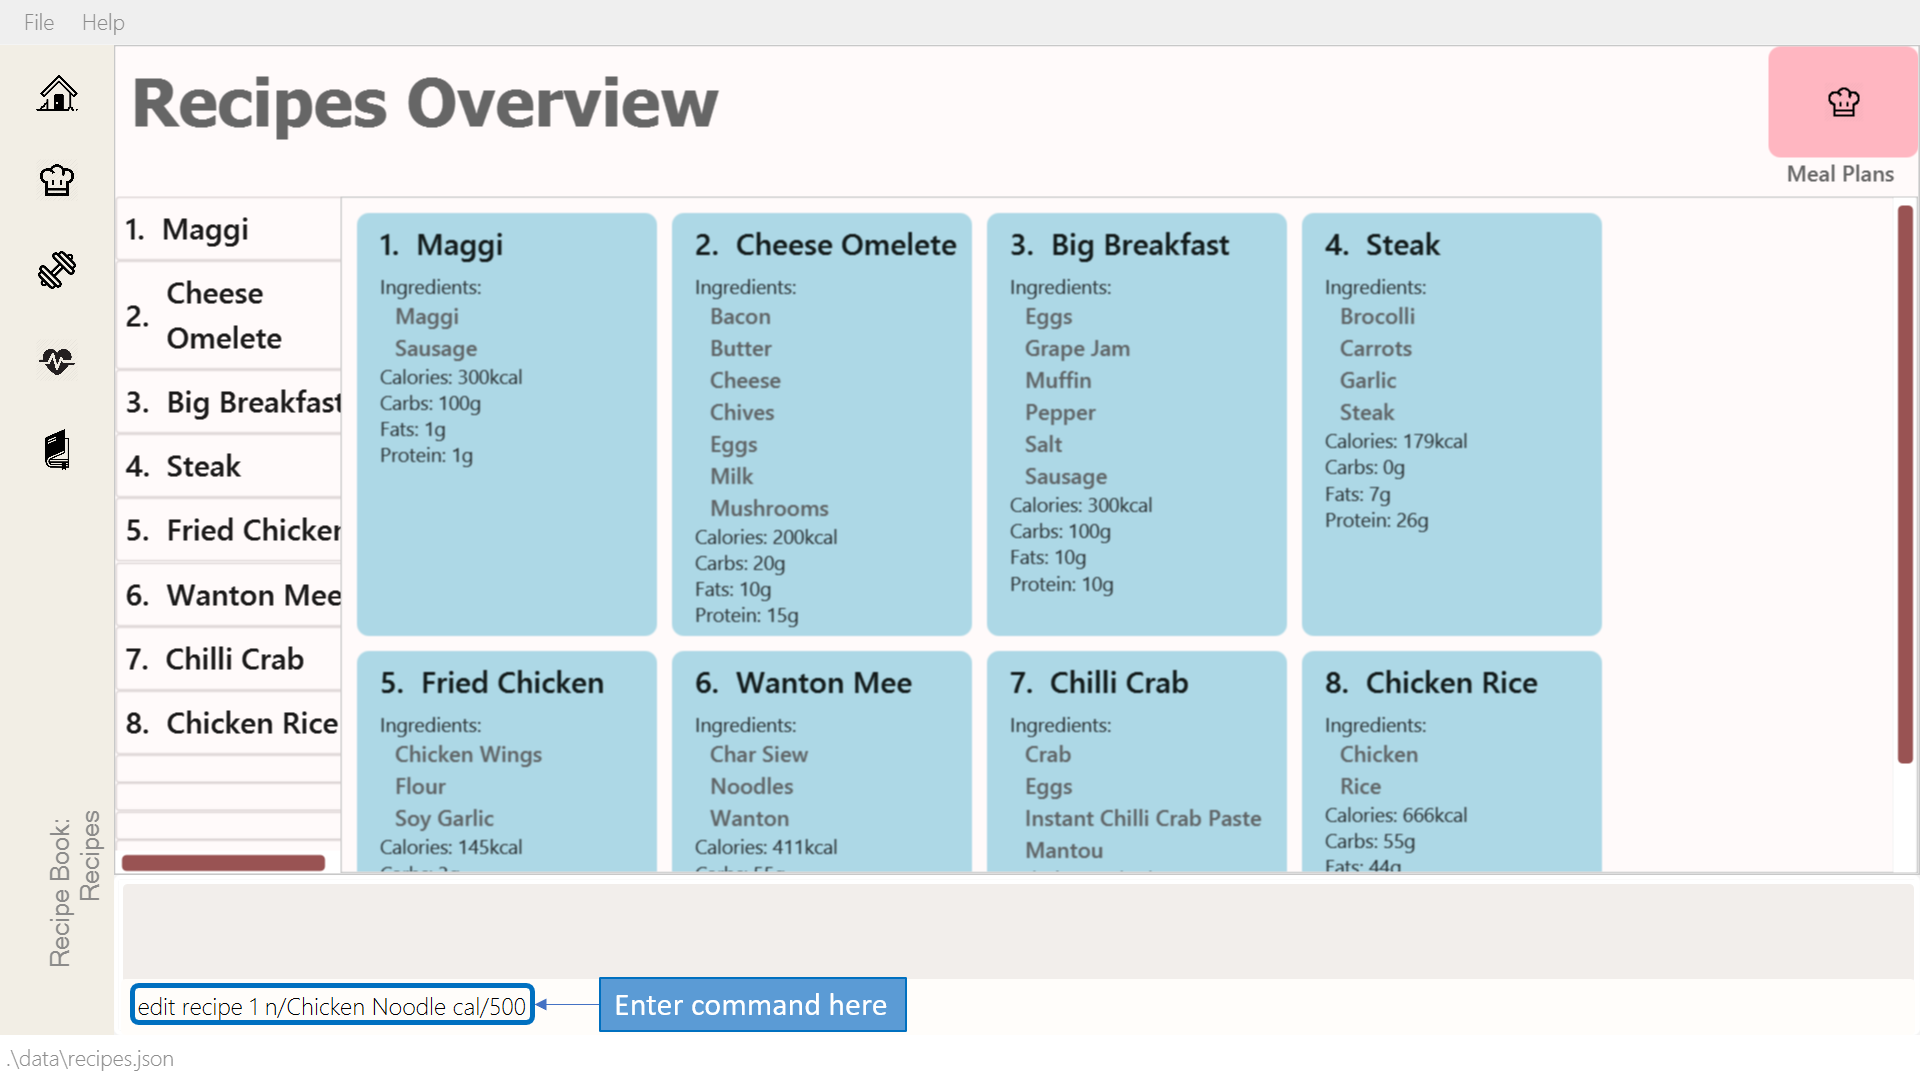 File Help
Recipes Overview
Meal Plans
1. Maggi
2. Cheese
Omelete
3. Big Breakfast
4. Steak
5. Fried Chicken
6. Wanton Mee
7. Chilli Crab
8. Chicken Rice
1. Maggi
Ingredients:
Maggi
Sausage
Calories: 300kcal
Carbs: 100g
Fats: 1g
Protein: 1g
2. Cheese Omelete
Ingredients:
Bacon
Butter
Cheese
Chives
Eggs
Milk
Mushrooms
Calories: 200kcal
Carbs: 20g
Fats: 10g
Protein: 15g
3. Big Breakfast
Ingredients:
Eggs
Grape Jam
Muffin
Pepper
Salt
Sausage
Calories: 300kcal
Carbs: 100g
Fats: 10g
Protein: 10g
4. Steak
Ingredients:
Brocolli
Carrots
Garlic
Steak
Calories: 179kcal
Carbs: 0g
Fats: 7g
Protein: 26g
5. Fried Chicken
Ingredients:
Chicken Wings
Flour
Soy Garlic
Calories: 145kcal
6. Wanton Mee
Ingredients:
Char Siew
Noodles
Wanton
Calories: 411kcal
Carbs: 55g
7. Chilli Crab
Ingredients:
Crab
Eggs
Instant Chilli Crab Paste
Mantou
8. Chicken Rice
Ingredients:
Chicken
Rice
Calories: 666kcal
Carbs: 55g
Fats: 44g
Recipe Book:
Recipes
edit recipe 1 n/Chicken Noodle cal/500
Enter command here
.\data\recipes.json